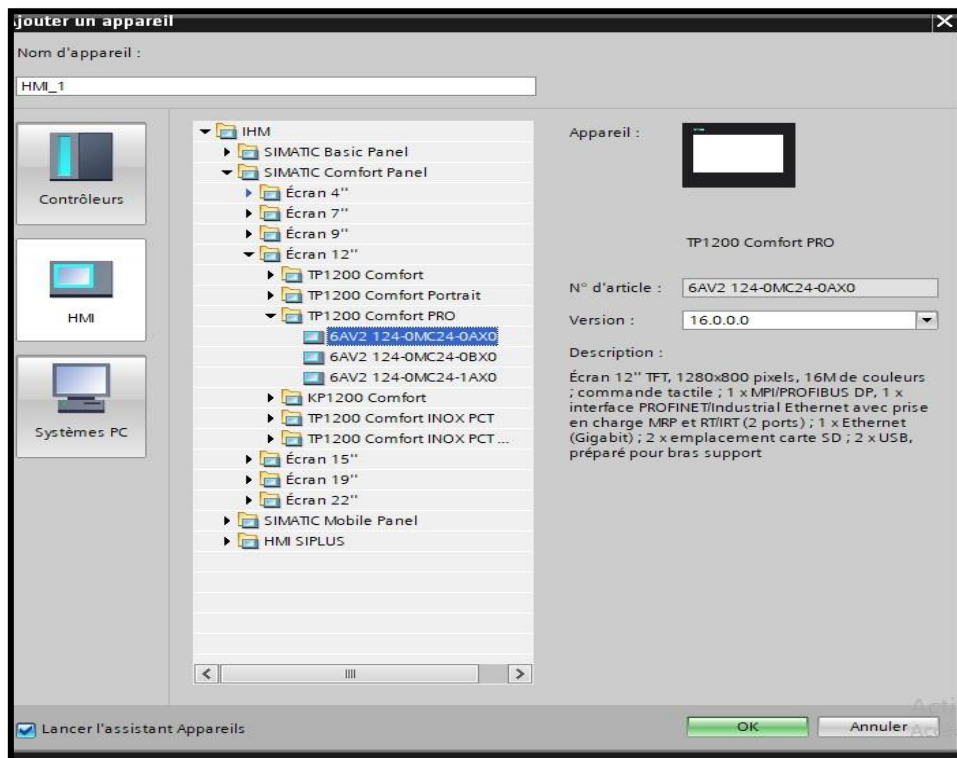 Ajouter un appareil
Nom d'appareil :
HMI_1
Contrôleurs
HMI
Systèmes PC
IHM
SIMATIC Basic Panel
SIMATIC Comfort Panel
Écran 4''
Écran 7''
Écran 9''
Écran 12''
TP1200 Comfort
TP1200 Comfort Portrait
TP1200 Comfort PRO
6AV2 124-0MC24-0AX0
6AV2 124-0MC24-0BX0
6AV2 124-0MC24-1AX0
KP1200 Comfort
TP1200 Comfort INOX PCT
TP1200 Comfort INOX PCT ...
Écran 15''
Écran 19''
Écran 22''
SIMATIC Mobile Panel
HMI SIPLUS
Appareil :
TP1200 Comfort PRO
N° d'article :
6AV2 124-0MC24-0AX0
Version :
16.0.0.0
Description :
Écran 12'' TFT, 1280x800 pixels, 16M de couleurs
; commande tactile ; 1 x MPI/PROFIBUS DP, 1 x
interface PROFINET/Industrial Ethernet avec prise
en charge MRP et RT/IRT (2 ports) ; 1 x Ethernet
(Gigabit) ; 2 x emplacement carte SD ; 2 x USB,
préparé pour bras support
Lancer l'assistant Appareils
OK
Annuler